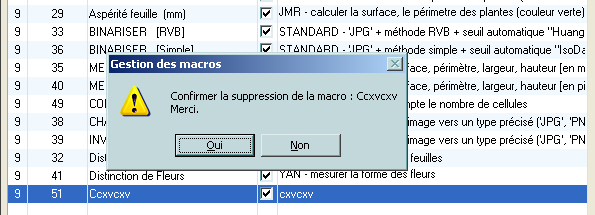 9 29 Aspérité feuille (mm) JMR - calculer la surface, le périmètre des plantes (couleur verte)
9 33 BINARISER [RVB] STANDARD - 'JPG' + méthode RVB + seuil automatique "Huang
9 36 BINARISER [Simple] STANDARD - 'JPG' + méthode simple + seuil automatique "IsoDa
Gestion des macros
9 35 ME face, périmètre, largeur, hauteur [en m
9 40 ME face, périmètre, largeur, hauteur [en pi
Confirmer la suppression de la macro : Ccxvcxv
Merci.
9 49 COM mpte le nombre de cellules
9 38 CHA image vers un type précisé ('JPG', 'PN
9 39 INV image vers un type précisé ('JPG', 'PN
Oui Non
9 32 Distin feuilles
9 41 Distinction de Fleurs YAN - mesurer la forme des fleurs
9 51 Ccxvcxv cxvcxv